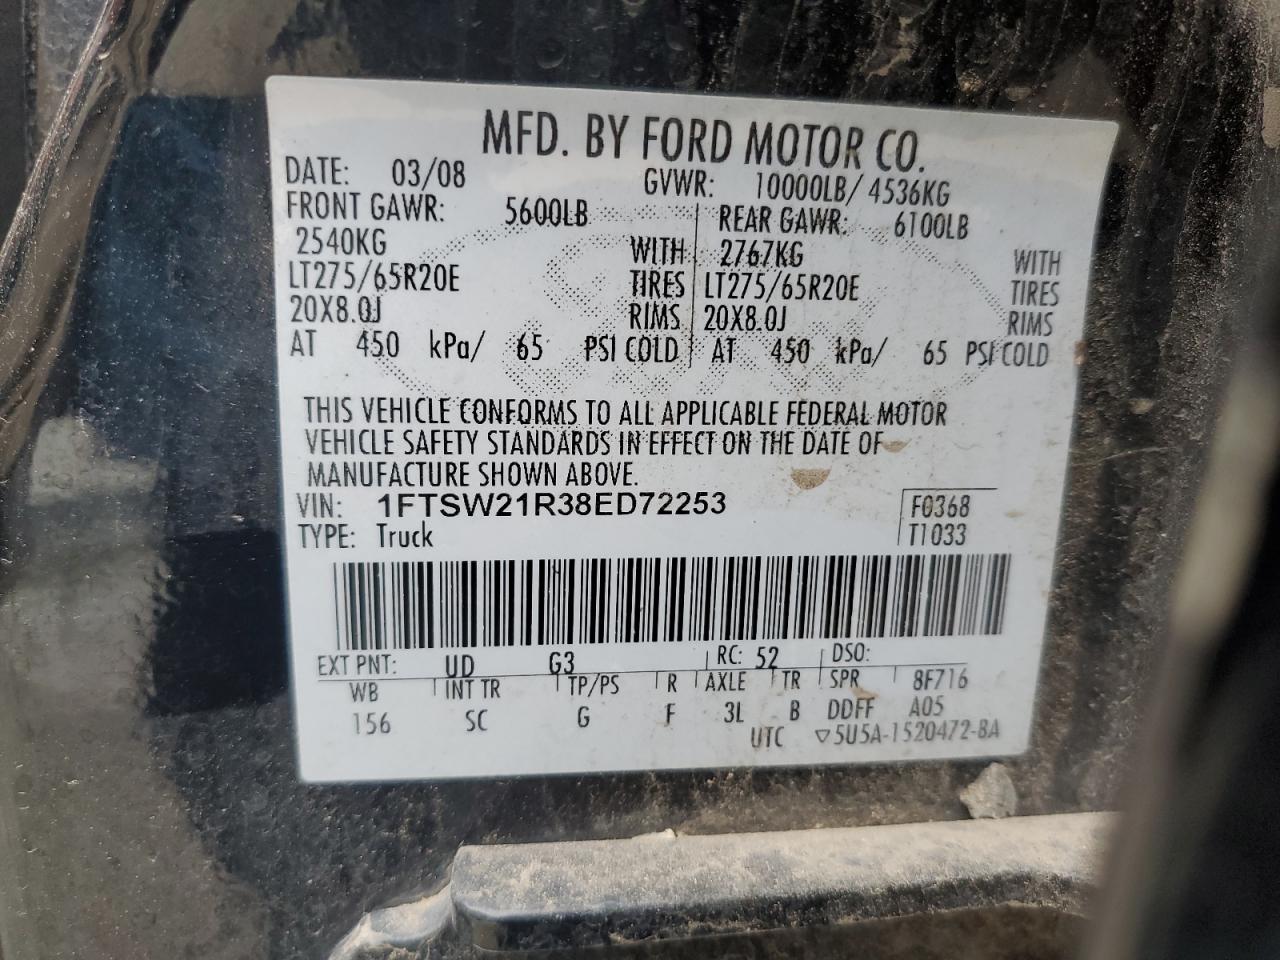 MFD. BY FORD MOTOR CO.
DATE: 03/08 GVWR: 10000LB/ 4536KG
FRONT GAWR: 5600LB REAR GAWR: 6100LB
2540KG WITH 2767KG WITH
LT275/65R20E TIRES LT275/65R20E TIRES
20X8.0J RIMS 20X8.0J RIMS
AT 450 kPa/ 65 PSI COLD AT 450 kPa/ 65 PSI COLD
THIS VEHICLE CONFORMS TO ALL APPLICABLE FEDERAL MOTOR
VEHICLE SAFETY STANDARDS IN EFFECT ON THE DATE OF
MANUFACTURE SHOWN ABOVE.
VIN: 1FTSW21R38ED72253 F0368
TYPE: Truck T1033
EXT PNT: UD G3 RC: 52 DSO:
WB INT TR TP/PS R AXLE TR SPR 8F716
156 SC G F 3L B DDFF A05
UTC ▽5U5A-1520472-BA